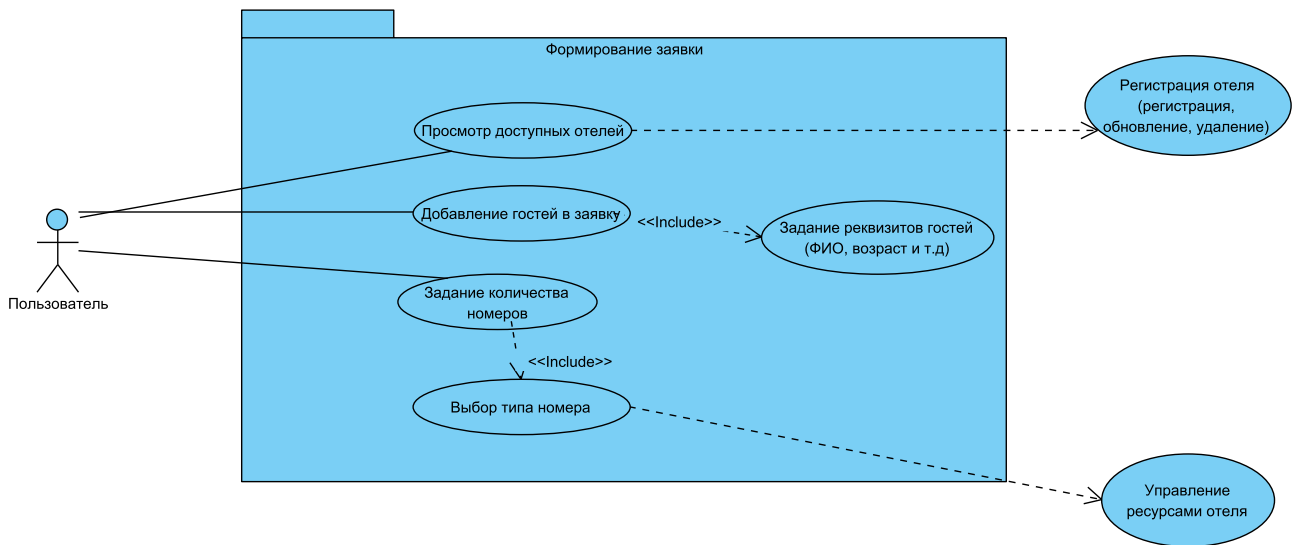 Формирование заявки
Просмотр доступных отелей
Регистрация отеля
(регистрация,
обновление, удаление)
Добавление гостей в заявку
<<Include>>
Задание реквизитов гостей
(ФИО, возраст и т.д)
Пользователь
Задание количества
номеров
<<Include>>
Выбор типа номера
Управление
ресурсами отеля